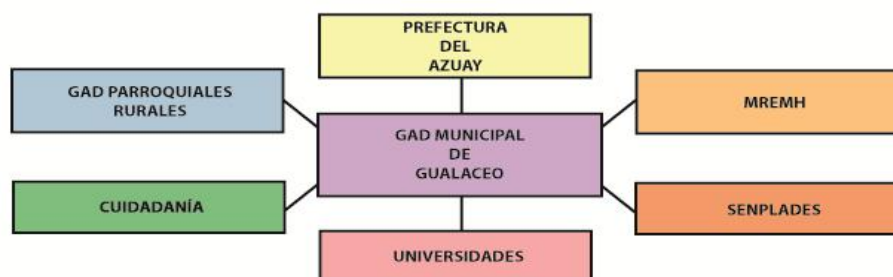 PREFECTURA
DEL
AZUAY
GAD PARROQUIALES
RURALES
MREMH
GAD MUNICIPAL
DE
GUALACEO
CUIDADANÍA
SENPLADES
UNIVERSIDADES